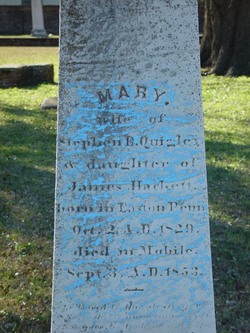 MARY,
wife of
Stephen B. Quigley
& daughter of
James Hackett,
born in Easton Penn
Oct. 2, A.D. 1829,
died in Mobile,
Sept. 3, A.D. 1853.